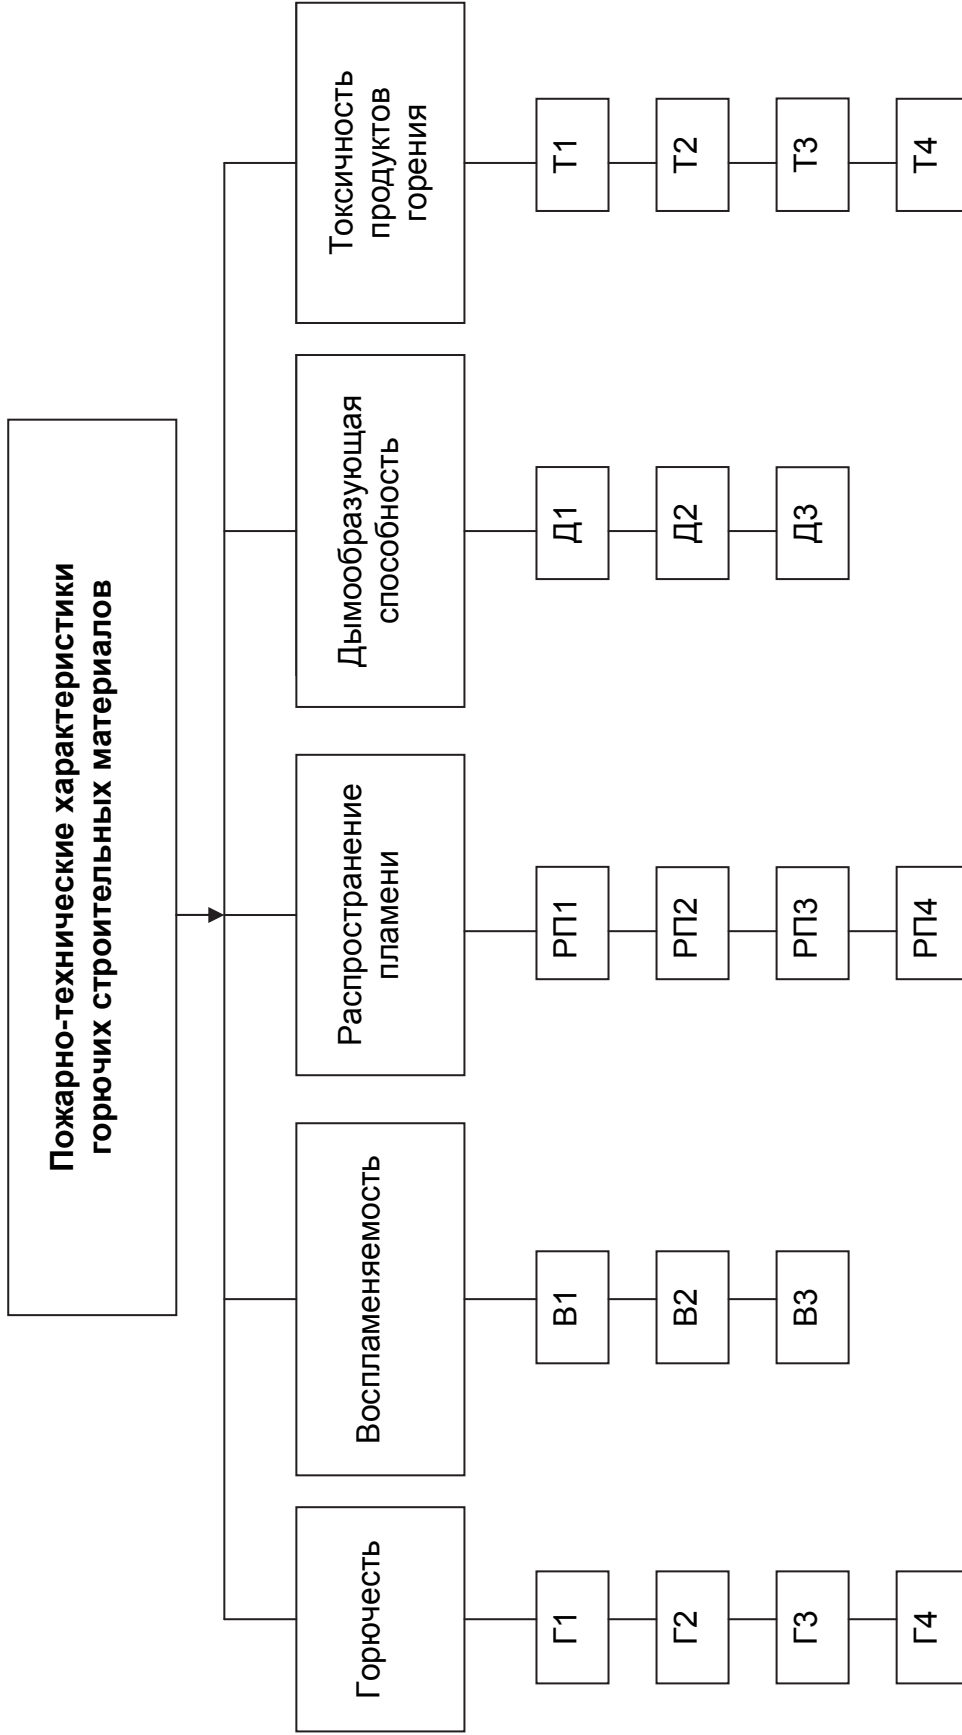 Пожарно-технические характеристики
горючих строительных материалов
Горючесть
Воспламеняемость
Распространение
пламени
Дымообразующая
способность
Токсичность
продуктов
горения
Г1
В1
РП1
Д1
Т1
Г2
В2
РП2
Д2
Т2
Г3
В3
РП3
Д3
Т3
Г4
РП4
Т4